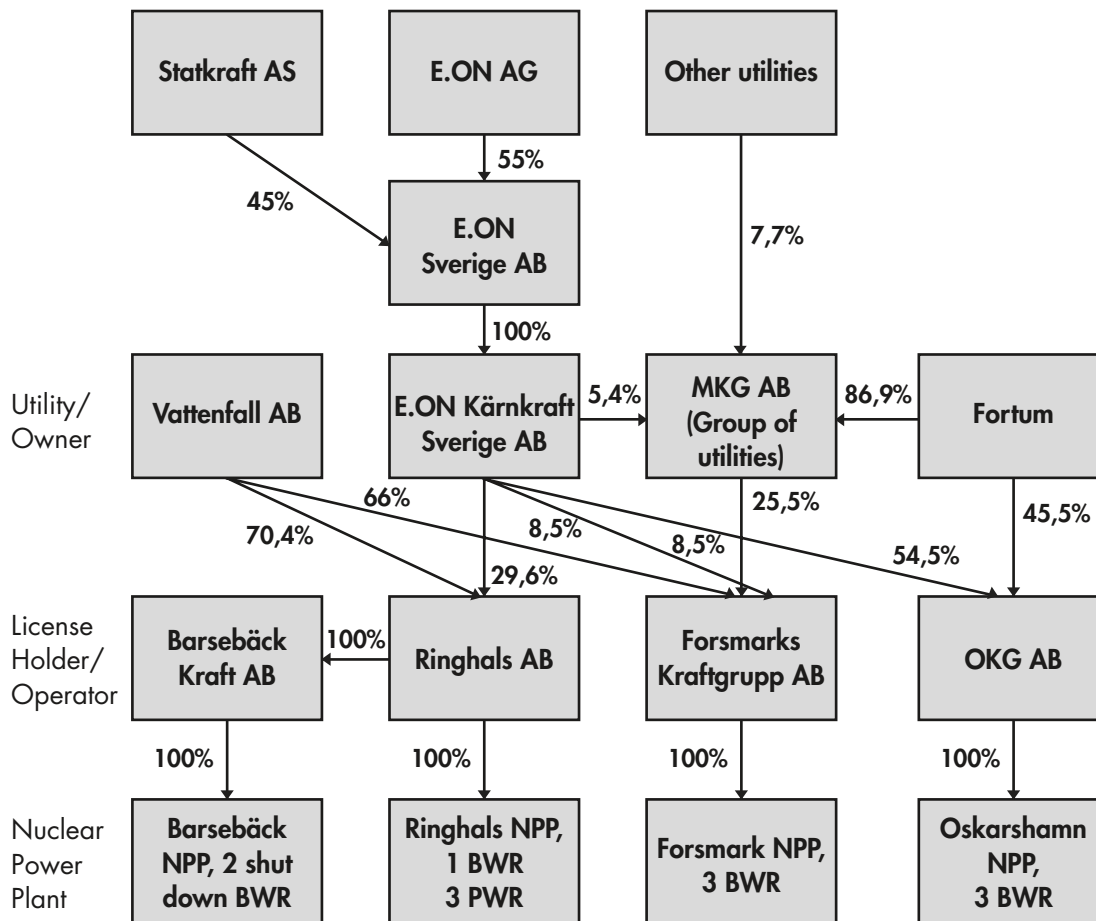 Statkraft AS
E.ON AG
Other utilities
55%
45%
E.ON
Sverige AB
7,7%
100%
Utility/
Owner
Vattenfall AB
E.ON Kärnkraft
Sverige AB
5,4%
MKG AB
(Group of
utilities)
86,9%
Fortum
66%
70,4%
8,5%
29,6%
8,5%
25,5%
54,5%
45,5%
License
Holder/
Operator
Barsebäck
Kraft AB
100%
Ringhals AB
Forsmarks
Kraftgrupp AB
OKG AB
100%
100%
100%
100%
Nuclear
Power
Plant
Barsebäck
NPP, 2 shut
down BWR
Ringhals NPP,
1 BWR
3 PWR
Forsmark NPP,
3 BWR
Oskarshamn
NPP,
3 BWR